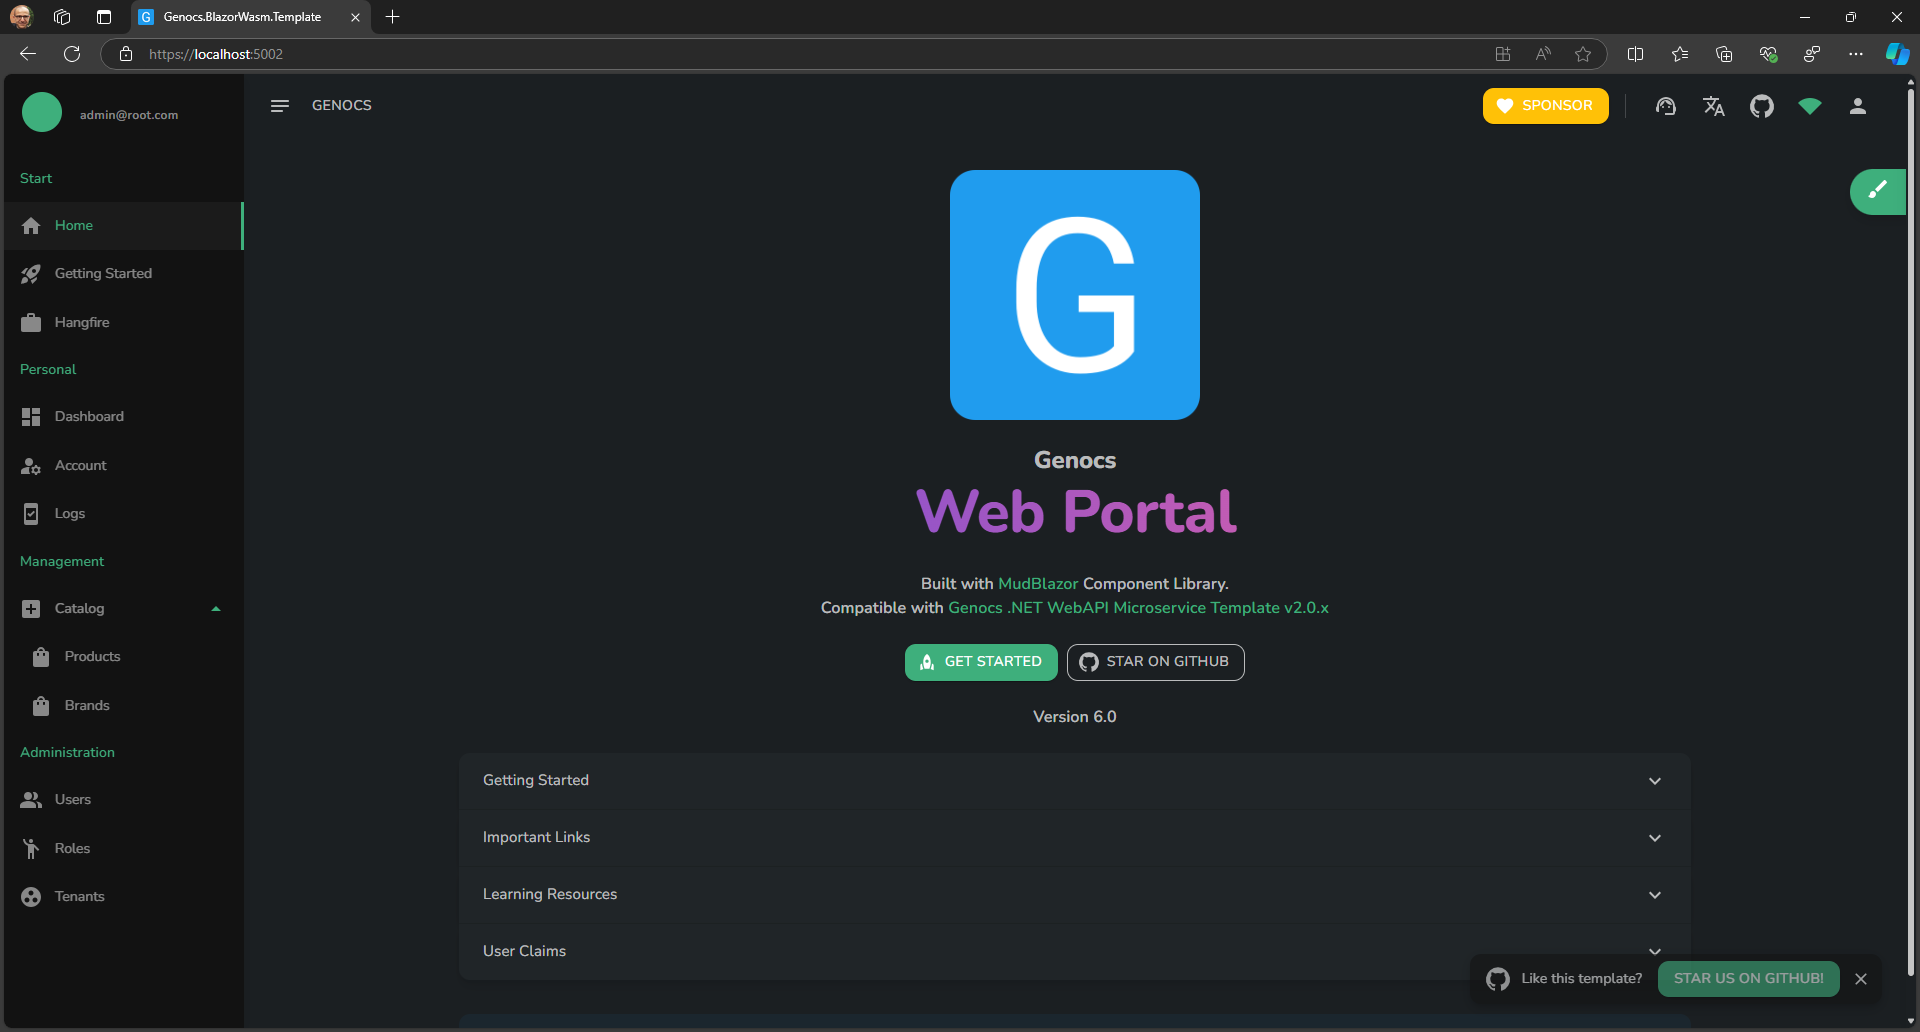 G Genocs.BlazorWasm.Template
https://localhost:5002
admin@root.com
Start
Home
Getting Started
Hangfire
Personal
Dashboard
Account
Logs
Management
Catalog
Products
Brands
Administration
Users
Roles
Tenants
GENOCS
SPONSOR
G
Genocs
Web Portal
Built with MudBlazor Component Library.
Compatible with Genocs .NET WebAPI Microservice Template v2.0.x
GET STARTED
STAR ON GITHUB
Version 6.0
Getting Started
Important Links
Learning Resources
User Claims
Like this template?
STAR US ON GITHUB!